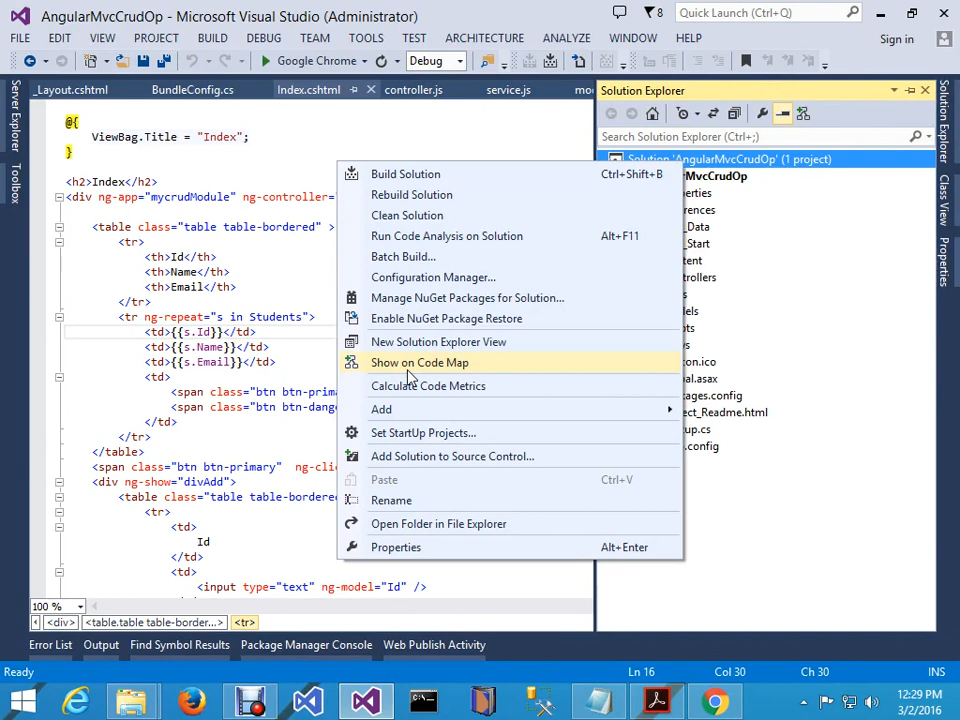 AngularMvcCrudOp - Microsoft Visual Studio (Administrator)
8
Quick Launch (Ctrl+Q)
FILE EDIT VIEW PROJECT BUILD DEBUG TEAM TOOLS TEST ARCHITECTURE ANALYZE WINDOW HELP
Sign in
Google Chrome
Debug
Server Explorer
Toolbox
_Layout.cshtml BundleConfig.cs Index.cshtml controller.js service.js
@{
ViewBag.Title = "Index";
}
<h2>Index</h2>
<div ng-app="mycrudModule" ng-controller="
<table class="table table-bordered" >
<tr>
<th>Id</th>
<th>Name</th>
<th>Email</th>
</tr>
<tr ng-repeat="s in Students">
<td>{{s.Id}}</td>
<td>{{s.Name}}</td>
<td>{{s.Email}}</td>
<td>
<span class="btn btn-prim
<span class="btn btn-dang
</td>
</tr>
</table>
<span class="btn btn-primary" ng-cli
<div ng-show="divAdd">
<table class="table table-bordered
<tr>
<td>
Id
</td>
<td>
<input type="text" ng-model="Id" />
100 %
<div> <table.table table-border...> <tr>
Build Solution Ctrl+Shift+B
Rebuild Solution
Clean Solution
Run Code Analysis on Solution Alt+F11
Batch Build...
Configuration Manager...
Manage NuGet Packages for Solution...
Enable NuGet Package Restore
New Solution Explorer View
Show on Code Map
Calculate Code Metrics
Add
Set StartUp Projects...
Add Solution to Source Control...
Paste Ctrl+V
Rename
Open Folder in File Explorer
Properties Alt+Enter
Solution Explorer
Search Solution Explorer (Ctrl+;)
Solution 'AngularMvcCrudOp' (1 project)
rMvcCrudOp
perties
erences
_Data
_Start
tent
trollers
s
els
pts
s
con.ico
al.asax
ages.config
ect_Readme.html
up.cs
.config
Solution Explorer
Class View
Properties
Error List Output Find Symbol Results Package Manager Console Web Publish Activity
Ready Ln 16 Col 30 Ch 30 INS
12:29 PM
3/2/2016